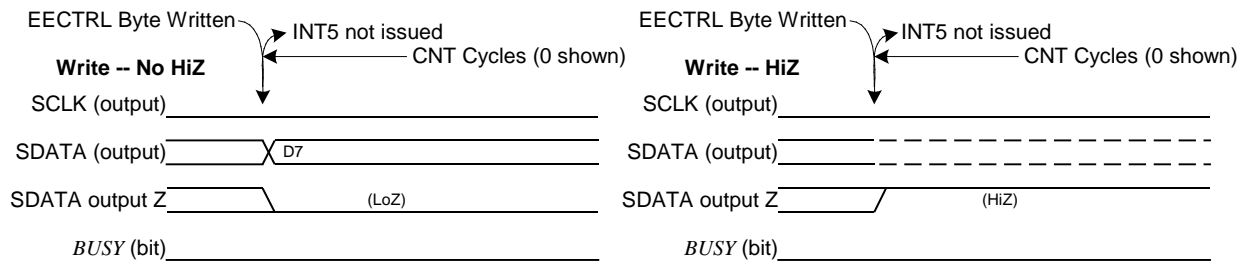 EECTRL Byte Written
INT5 not issued
CNT Cycles (0 shown)
Write -- No HiZ
SCLK (output)
SDATA (output)
D7
SDATA output Z
(LoZ)
BUSY (bit)
EECTRL Byte Written
INT5 not issued
CNT Cycles (0 shown)
Write -- HiZ
SCLK (output)
SDATA (output)
SDATA output Z
(HiZ)
BUSY (bit)